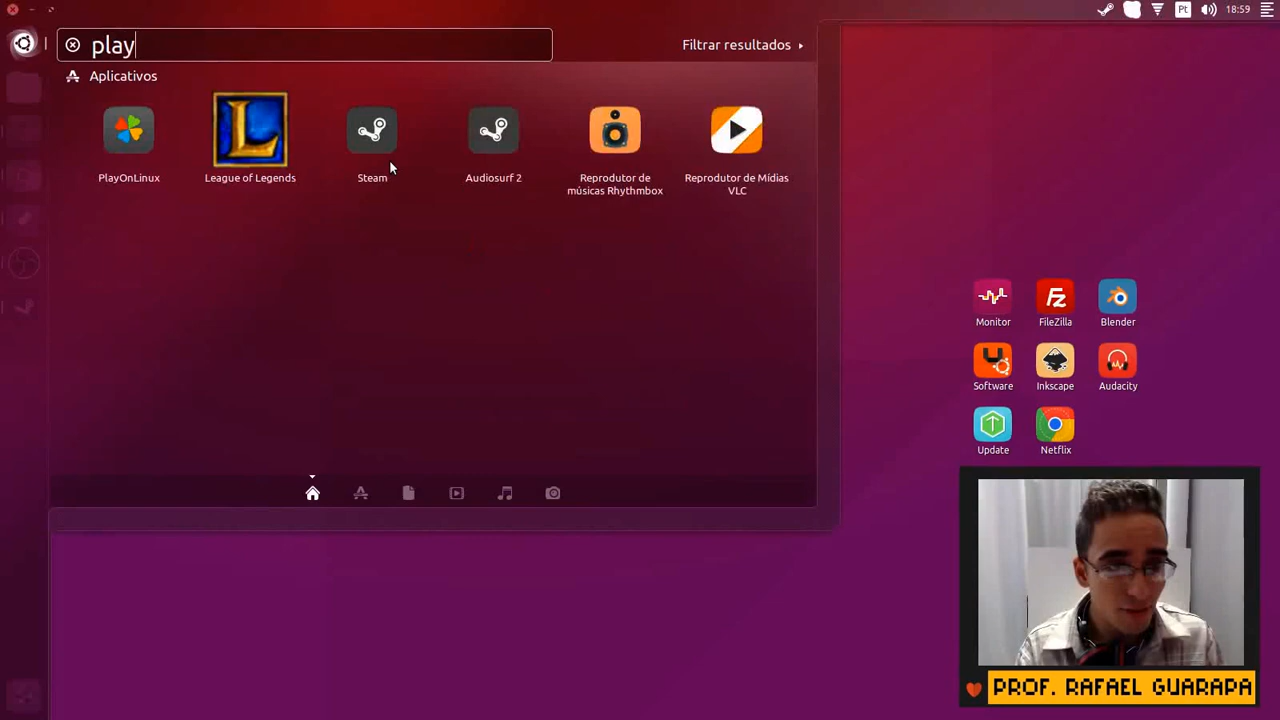 Pt
18:59
play
Filtrar resultados
Aplicativos
PlayOnLinux
League of Legends
Steam
Audiosurf 2
Reprodutor de
músicas Rhythmbox
Reprodutor de Mídias
VLC
Monitor
FileZilla
Blender
Software
Inkscape
Audacity
Update
Netflix
PROF. RAFAEL GUARAPA